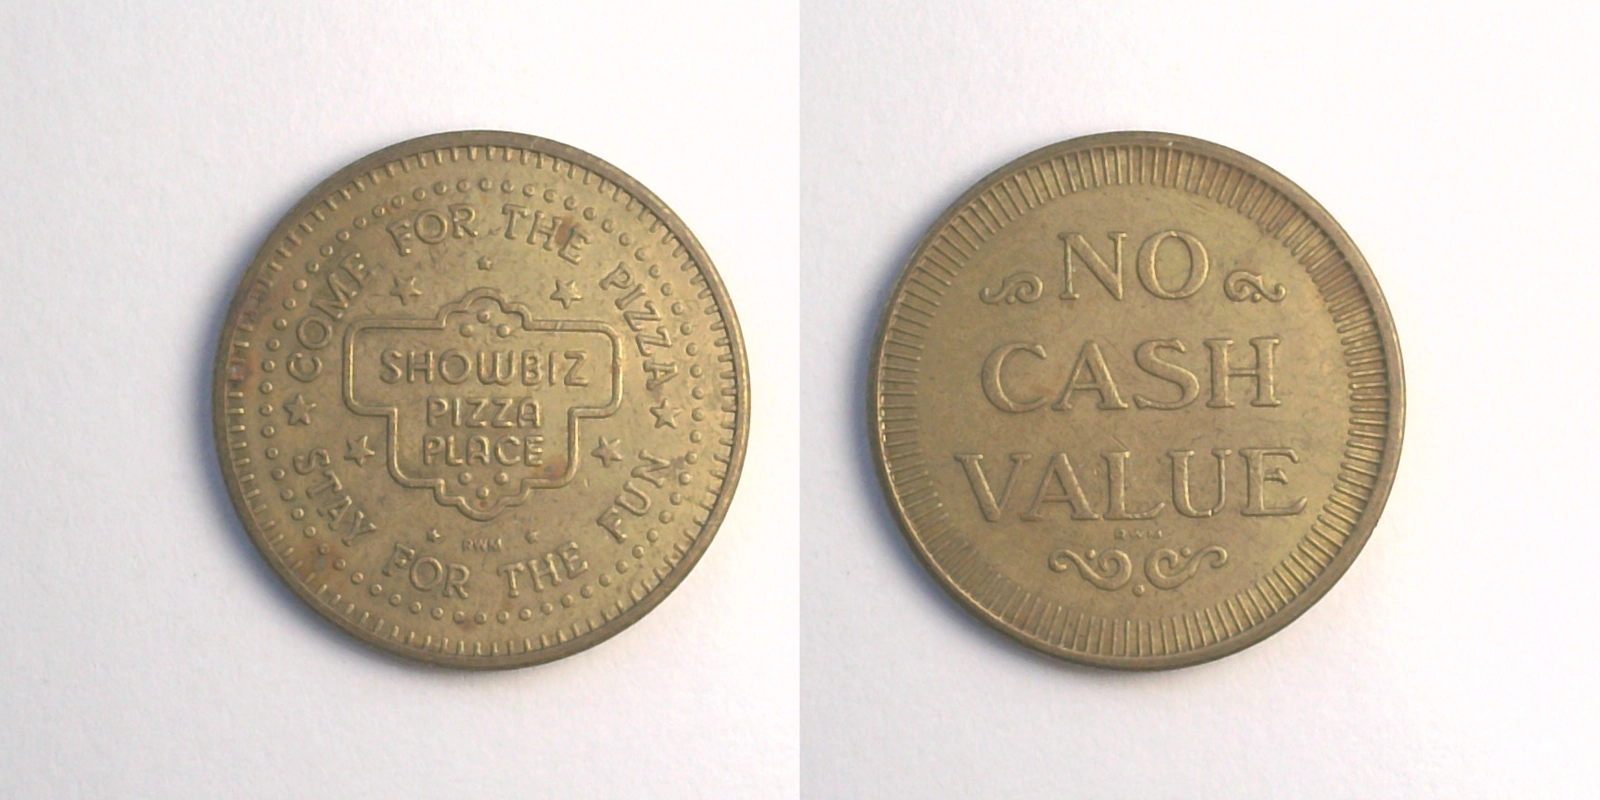 COME FOR THE PIZZA
SHOWBIZ
PIZZA
PLACE
RWM
STAY FOR THE FUN
NO
CASH
VALUE
RWM